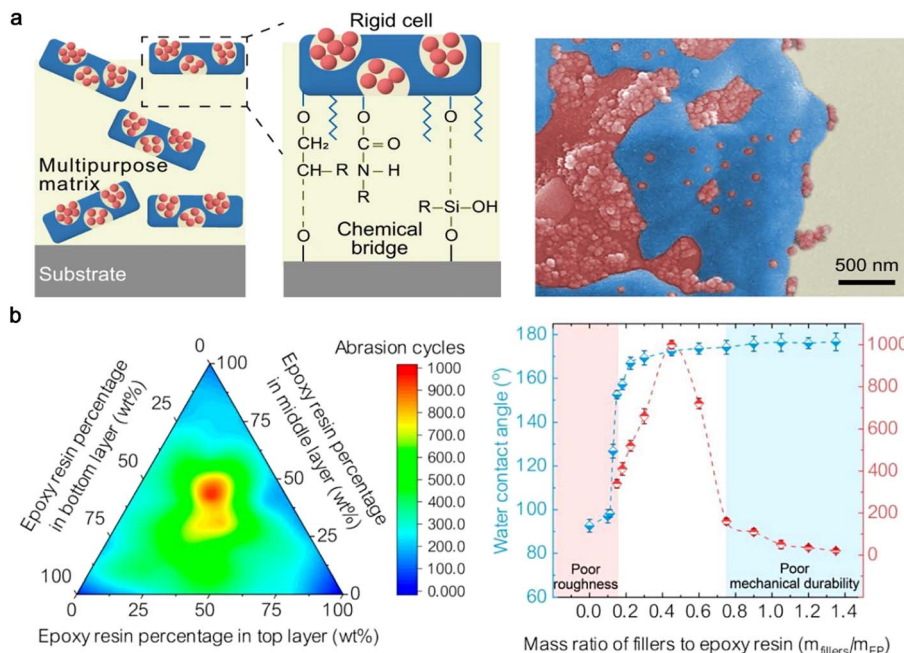 a
Rigid cell
Multipurpose
matrix
Substrate
O
CH₂
CH—R
O
O
C=O
N—H
R
O
R—Si—OH
O
Chemical
bridge
500 nm
b
Abrasion cycles
1000
900.0
800.0
700.0
600.0
500.0
400.0
300.0
200.0
100.0
0.000
0
25
50
75
100
Epoxy resin percentage
in bottom layer (wt%)
100
75
50
25
0
Epoxy resin percentage
in middle layer (wt%)
0
25
50
75
100
Epoxy resin percentage in top layer (wt%)
180
160
140
120
100
80
60
Water contact angle (°)
1000
800
600
400
200
0
Poor
roughness
Poor
mechanical durability
0.0
0.2
0.4
0.6
0.8
1.0
1.2
1.4
Mass ratio of fillers to epoxy resin (m_fillers/m_EP)